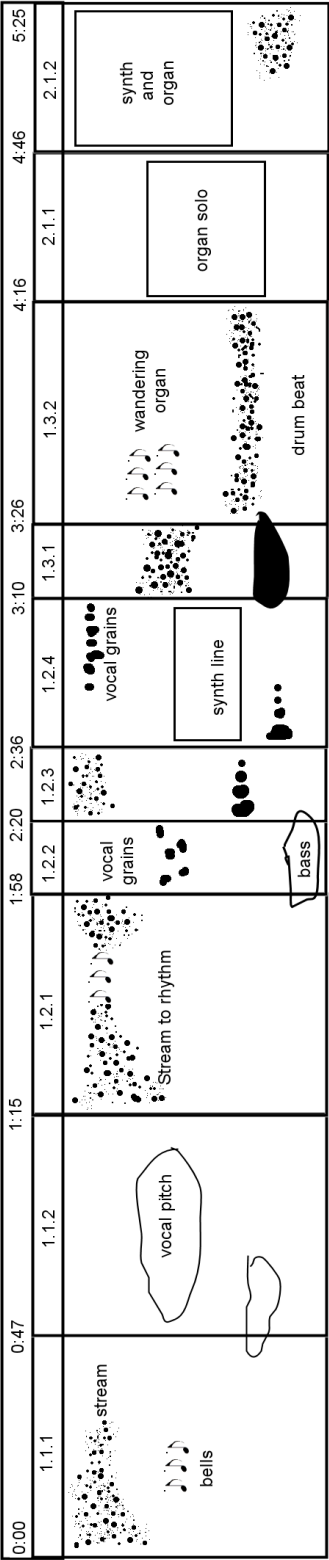 0:00
0:47
1:15
1:58
2:20
2:36
3:10
3:26
4:16
4:46
5:25
1.1.1
1.1.2
1.2.1
1.2.2
1.2.3
1.2.4
1.3.1
1.3.2
2.1.1
2.1.2
stream
bells
vocal pitch
Stream to rhythm
vocal
grains
bass
vocal grains
synth line
wandering
organ
drum beat
organ solo
synth
and
organ